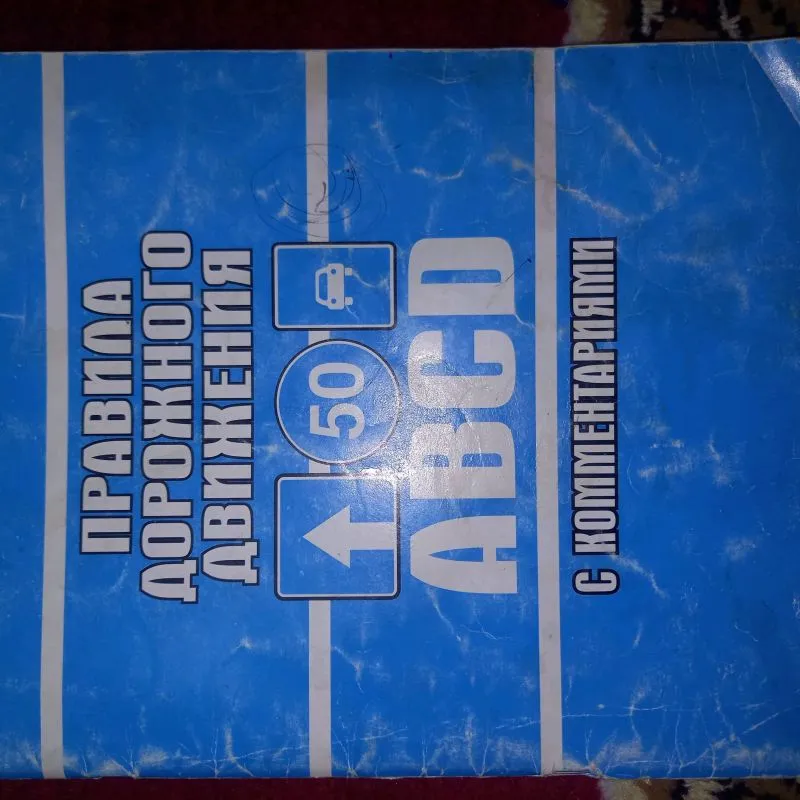 ПРАВИЛА
ДОРОЖНОГО
ДВИЖЕНИЯ
50
ABCD
С КОММЕНТАРИЯМИ